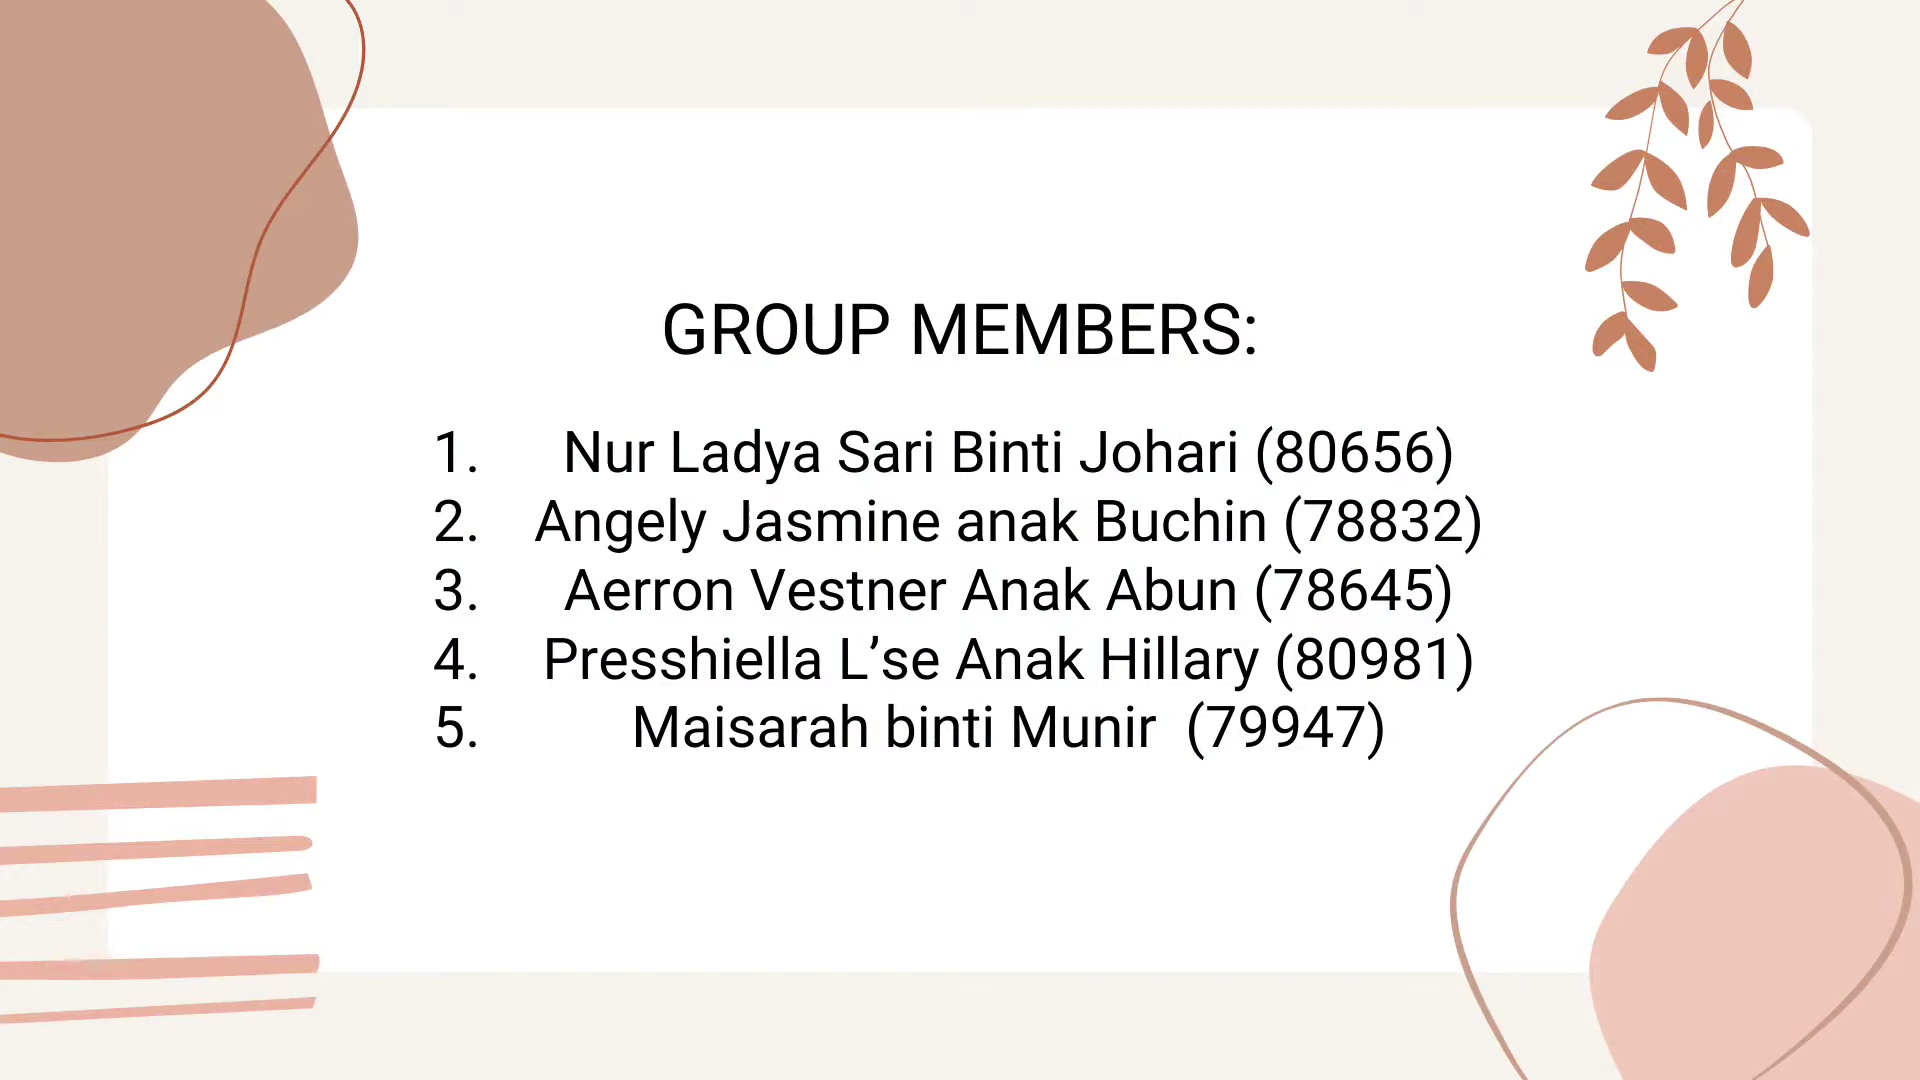 GROUP MEMBERS:
1. Nur Ladya Sari Binti Johari (80656)
2. Angely Jasmine anak Buchin (78832)
3. Aerron Vestner Anak Abun (78645)
4. Presshiella L’se Anak Hillary (80981)
5. Maisarah binti Munir  (79947)